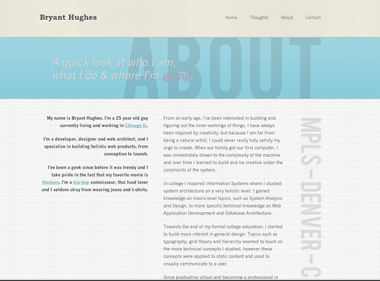 Bryant Hughes
Home Thoughts About Contact
ABOUT
A quick look at who I am,
what I do & where I'm going.
My name is Bryant Hughes. I'm a 25 year old guy
currently living and working in Chicago IL.
I'm a developer, designer and web architect, and I
specialize in building holistic web products, from
conception to launch.
I've been a geek since before it was trendy and I
take pride in the fact that my favorite movie is
Hackers. I'm a hip-hop connoisseur, thai food lover
and I seldom stray from wearing jeans and t-shirts.
From an early age, I've been interested in building and
figuring out the inner workings of things. I have always
been inspired by creativity, but because I am far from
being a natural artist, I could never really fully satisfy my
urge to create. When our family got our first computer, I
was immediately drawn to the complexity of the machine
and over time I learned to build and be creative under the
constraints of the system.
In college I majored Information Systems where I studied
system architecture on a very holistic level. I gained
knowledge on macro level topics, such as System Analysis
and Design, to more specific technical knowledge on Web
Application Development and Database Architecture.
Towards the end of my formal college education, I started
to build more interest in general design. Topics such as
typography, grid theory and hierarchy seemed to touch on
the more technical concepts I studied, however these
concepts were applied to static content and used to
visually communicate to a user.
Since graduating school and becoming a professional in
MPLS – DENVER – C